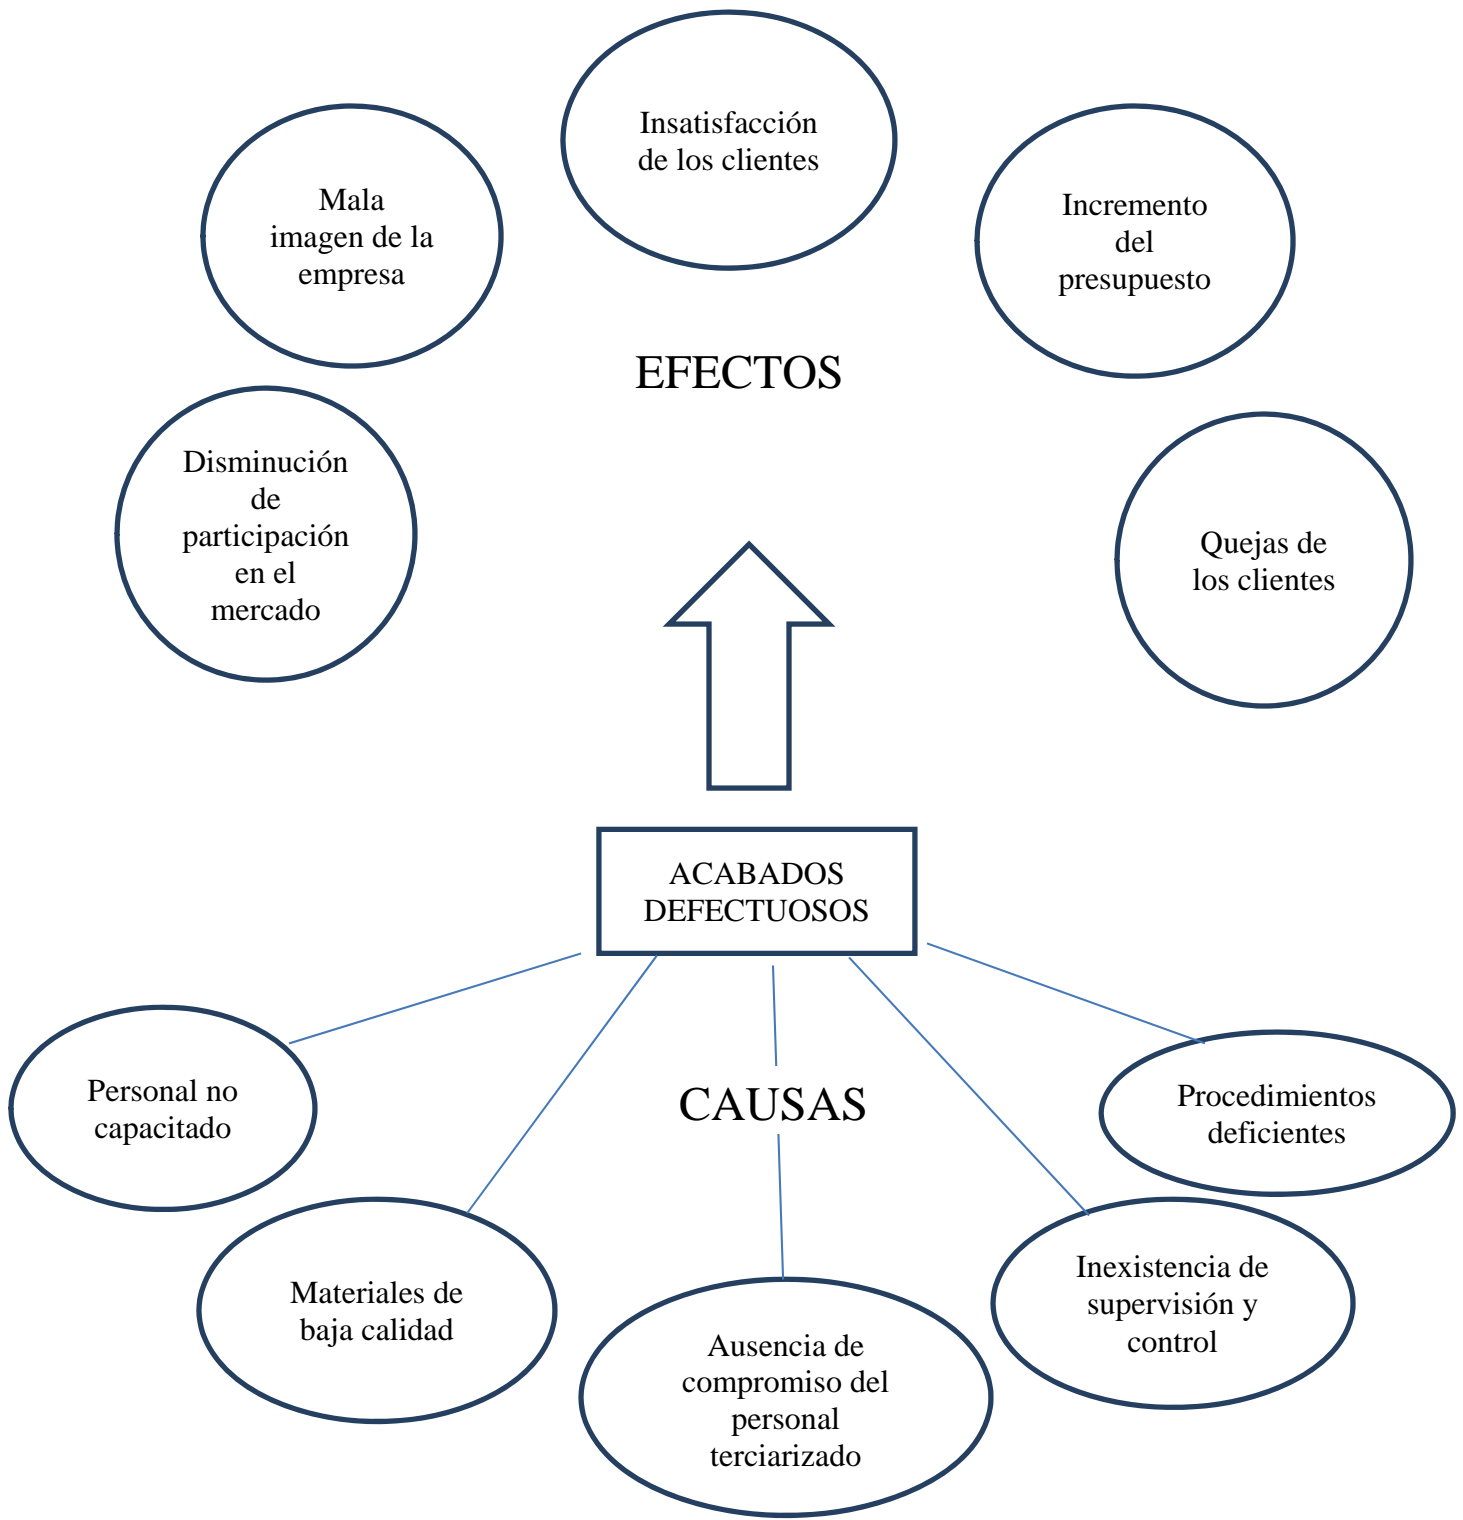 Insatisfacción
de los clientes
Mala
imagen de la
empresa
Incremento
del
presupuesto
EFECTOS
Disminución
de
participación
en el
mercado
Quejas de
los clientes
ACABADOS
DEFECTUOSOS
CAUSAS
Personal no
capacitado
Procedimientos
deficientes
Materiales de
baja calidad
Inexistencia de
supervisión y
control
Ausencia de
compromiso del
personal
terciarizado